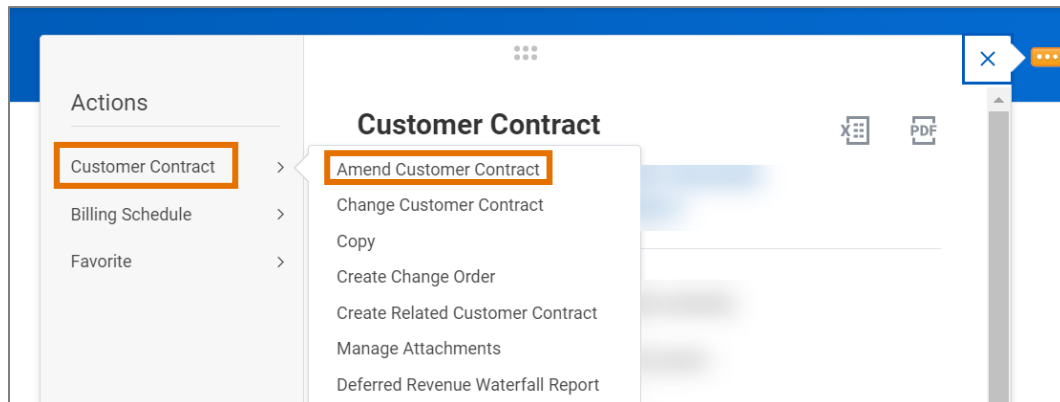 Actions
Customer Contract
Billing Schedule
Favorite
Customer Contract
X
PDF
Amend Customer Contract
Change Customer Contract
Copy
Create Change Order
Create Related Customer Contract
Manage Attachments
Deferred Revenue Waterfall Report